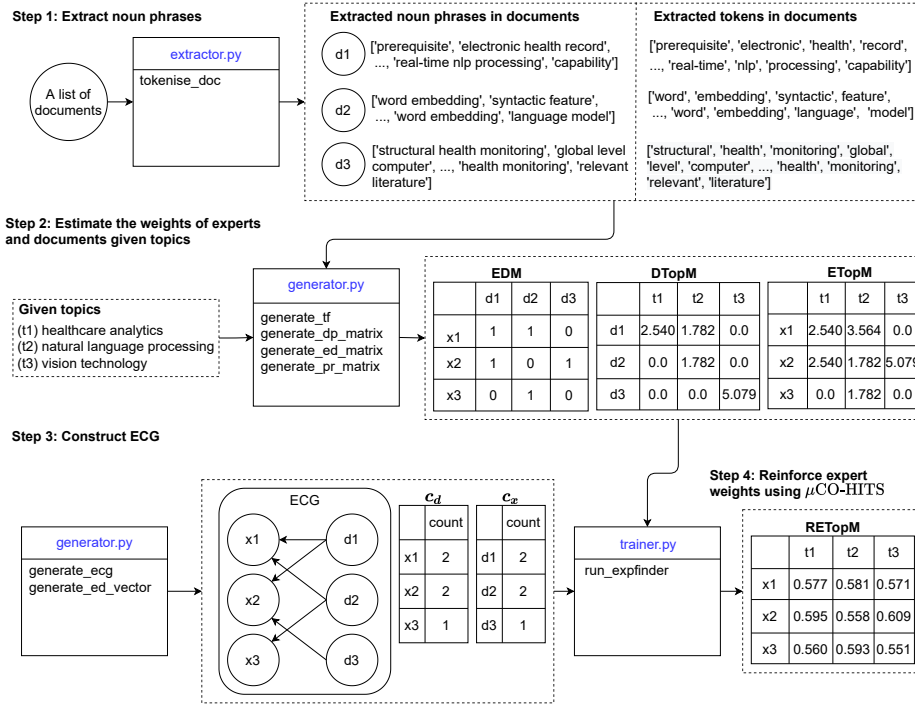 Step 1: Extract noun phrases
Extracted noun phrases in documents
Extracted tokens in documents
A list of
documents
extractor.py
tokenise_doc
d1
['prerequisite', 'electronic health record',
..., 'real-time nlp processing', 'capability']
['prerequisite', 'electronic', 'health', 'record',
..., 'real-time', 'nlp', 'processing', 'capability']
d2
['word embedding', 'syntactic feature',
..., 'word embedding', 'language model']
['word', 'embedding', 'syntactic', feature',
..., 'word', 'embedding', 'language', 'model']
d3
['structural health monitoring', 'global level
computer', ..., 'health monitoring', 'relevant
literature']
['structural', 'health', 'monitoring', 'global',
'level', 'computer', ..., 'health', 'monitoring',
'relevant', 'literature']
Step 2: Estimate the weights of experts
and documents given topics
Given topics
(t1) healthcare analytics
(t2) natural language processing
(t3) vision technology
generator.py
generate_tf
generate_dp_matrix
generate_ed_matrix
generate_pr_matrix
EDM
d1 d2 d3
x1 1 1 0
x2 1 0 1
x3 0 1 0
DTopM
t1 t2 t3
d1 2.540 1.782 0.0
d2 0.0 1.782 0.0
d3 0.0 0.0 5.079
ETopM
t1 t2 t3
x1 2.540 3.564 0.0
x2 2.540 1.782 5.079
x3 0.0 1.782 0.0
Step 3: Construct ECG
generator.py
generate_ecg
generate_ed_vector
ECG
x1 d1
x2 d2
x3 d3
c_d
count
x1 2
x2 2
x3 1
c_x
count
d1 2
d2 2
d3 1
trainer.py
run_expfinder
Step 4: Reinforce expert
weights using μCO-HITS
RETopM
t1 t2 t3
x1 0.577 0.581 0.571
x2 0.595 0.558 0.609
x3 0.560 0.593 0.551